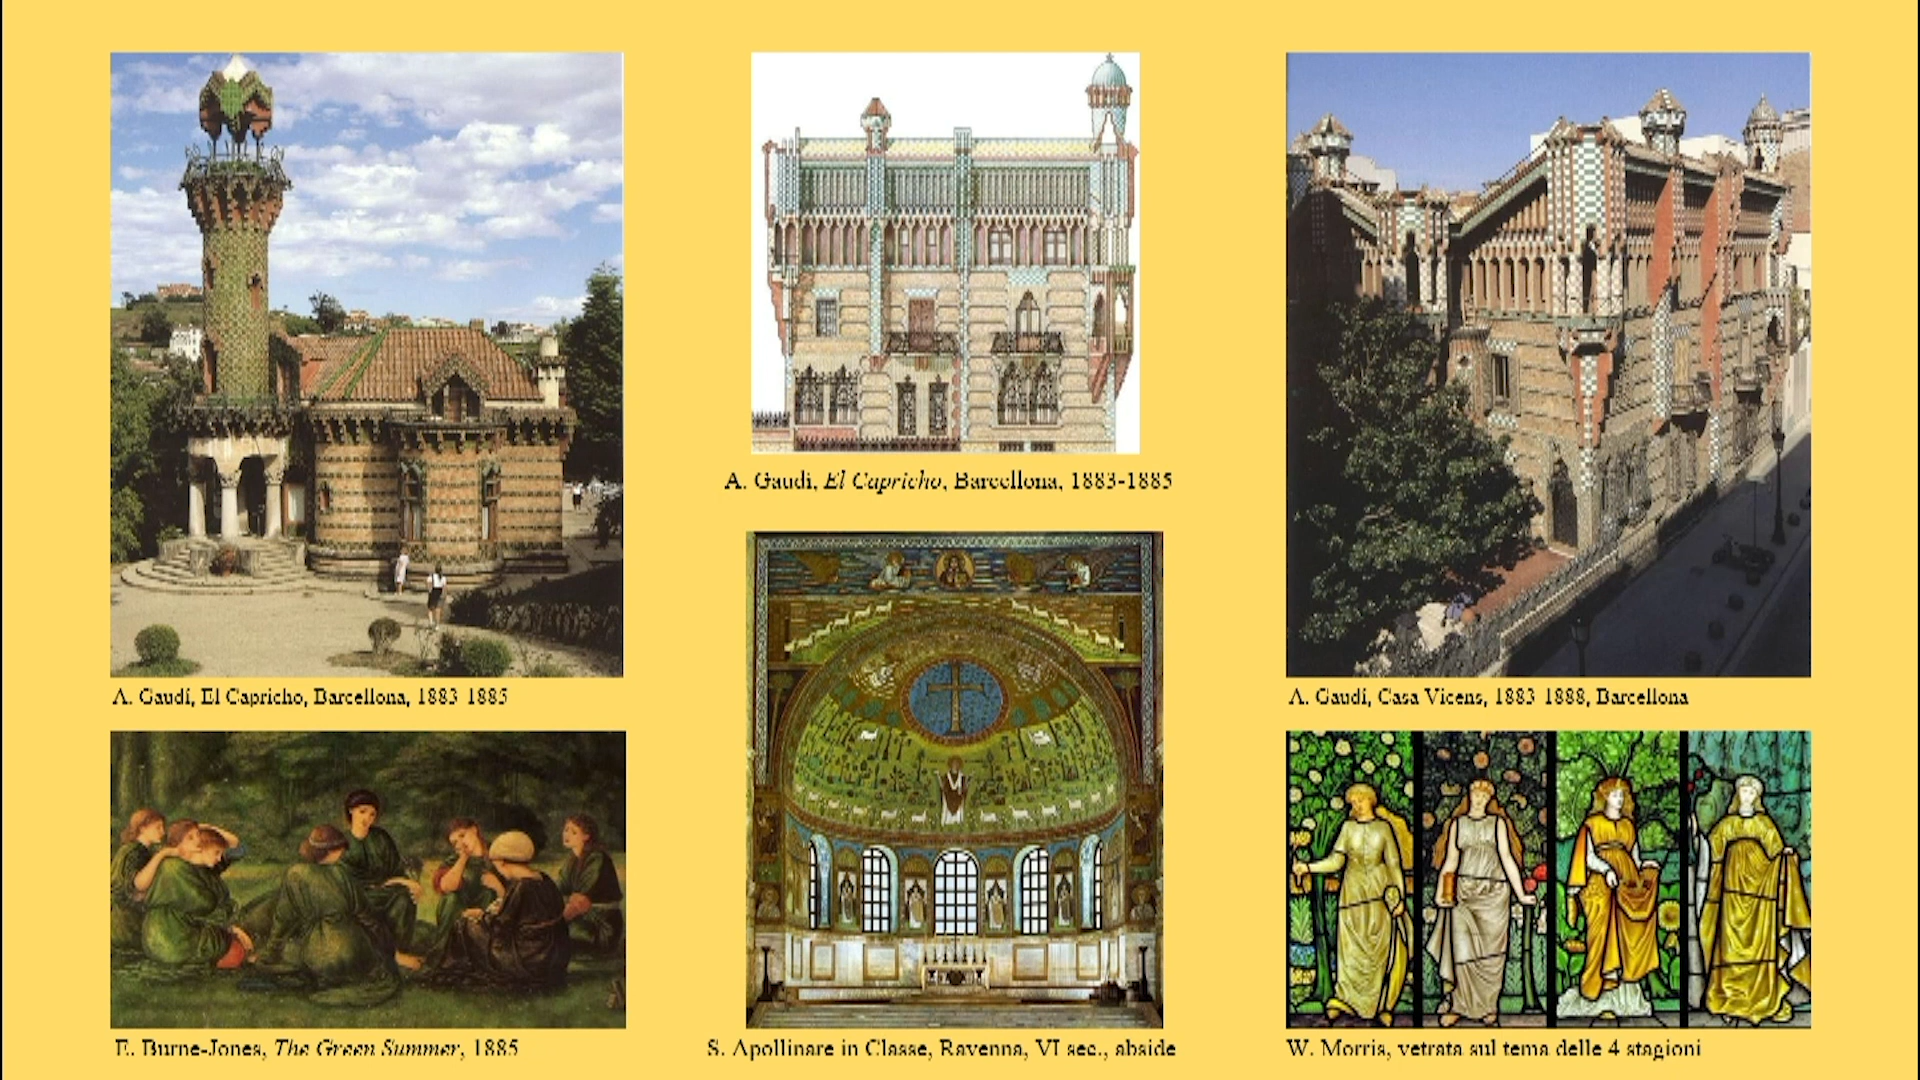 A. Gaudí, El Capricho, Barcellona, 1883-1885
A. Gaudí, El Capricho, Barcellona, 1883-1885
A. Gaudí, Casa Vicens, 1883-1888, Barcellona
E. Burne-Jones, The Green Summer, 1885
S. Apollinare in Classe, Ravenna, VI sec., abside
W. Morris, vetrata sul tema delle 4 stagioni